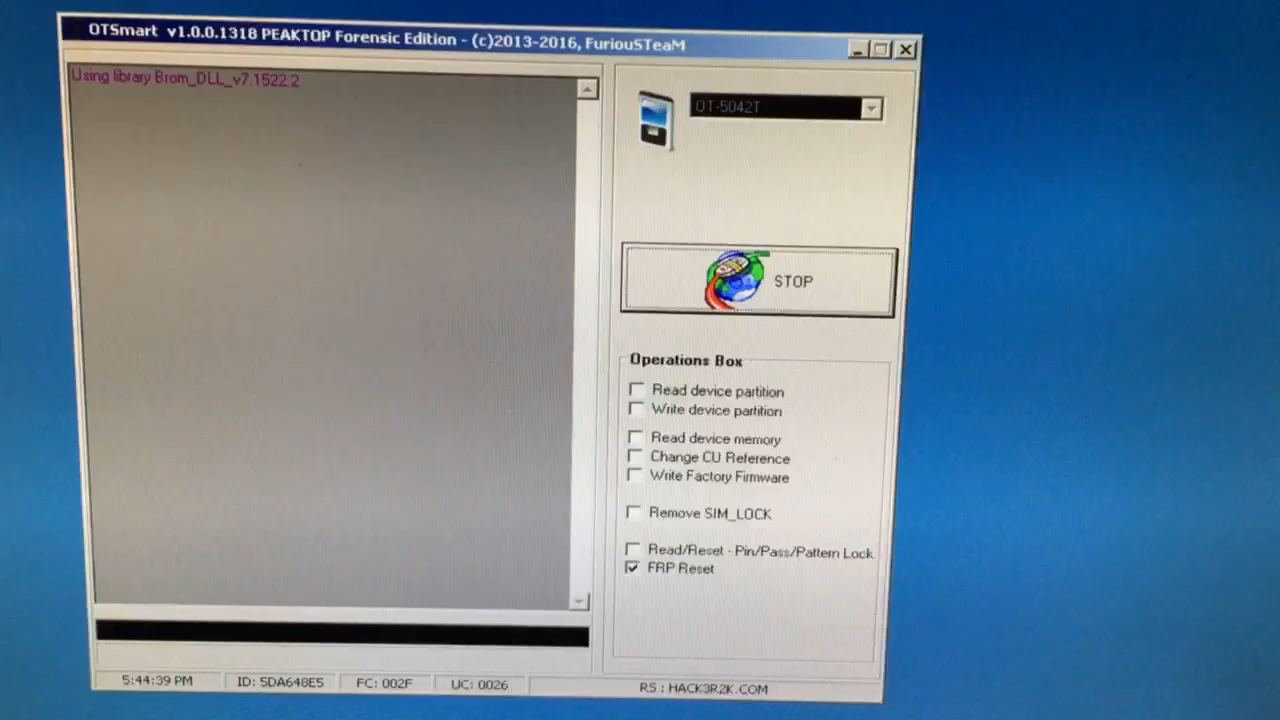 OTSmart v1.0.0.1318 PEAKTOP Forensic Edition - (c)2013-2016, FuriouSTeaM
Using library Brom_DLL_v7.1522.2
OT-5042T
STOP
Operations Box
Read device partition
Write device partition
Read device memory
Change CU Reference
Write Factory Firmware
Remove SIM_LOCK
Read/Reset - Pin/Pass/Pattern Lock
FRP Reset
5:44:39 PM
ID: 5DA648E5
FC: 002F
UC: 0026
RS : HACK3R2K.COM